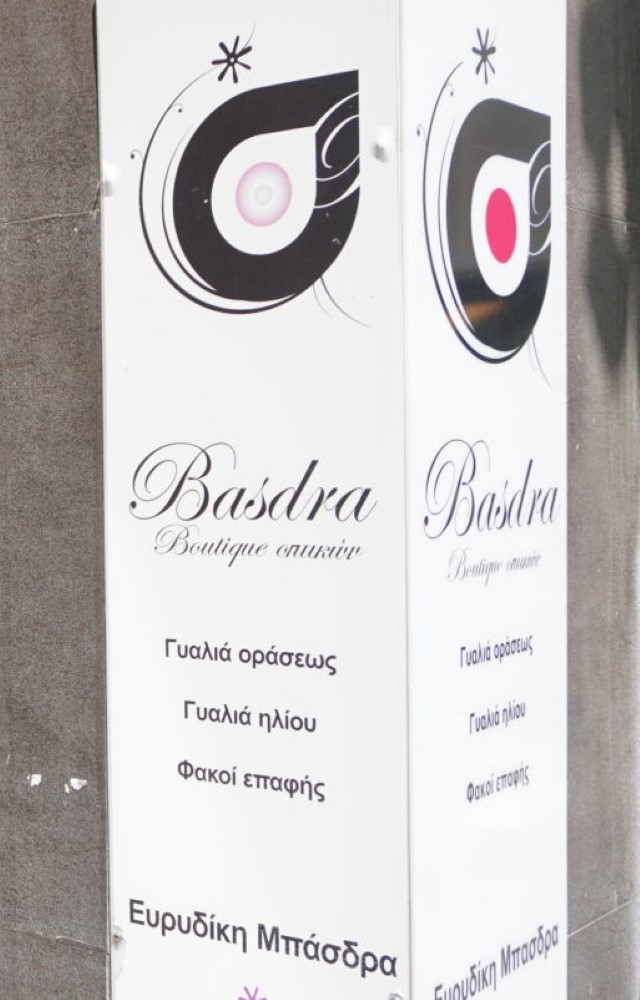 Basdra
Boutique οπτικών
Γυαλιά οράσεως
Γυαλιά ηλίου
Φακοί επαφής
Ευρυδίκη Μπάσδρα
Basdra
Boutique οπτικών
Γυαλιά οράσεως
Γυαλιά ηλίου
Φακοί επαφής
Ευρυδίκη Μπασδρα